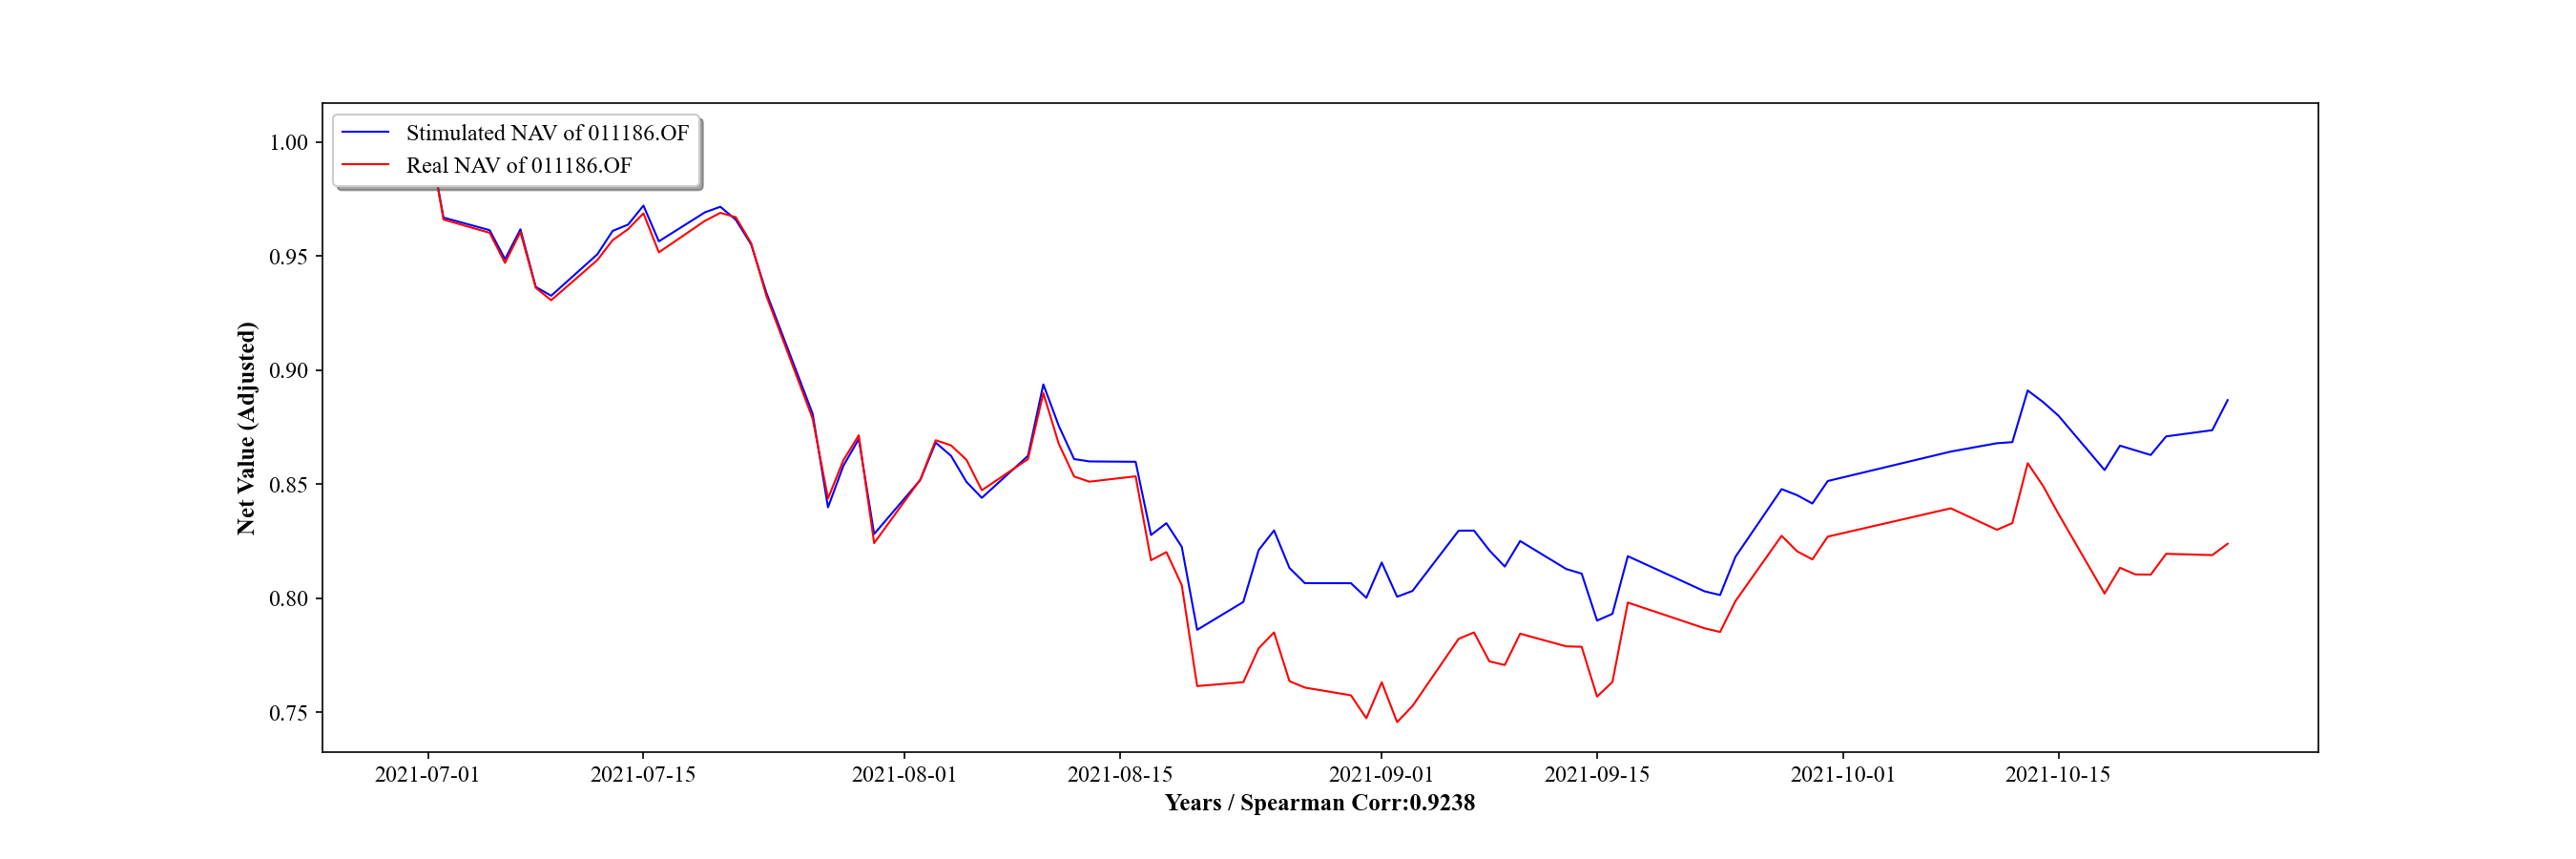 Stimulated NAV of 011186.OF
Real NAV of 011186.OF
Net Value (Adjusted)
1.00
0.95
0.90
0.85
0.80
0.75
2021-07-01 2021-07-15 2021-08-01 2021-08-15 2021-09-01 2021-09-15 2021-10-01 2021-10-15
Years / Spearman Corr:0.9238